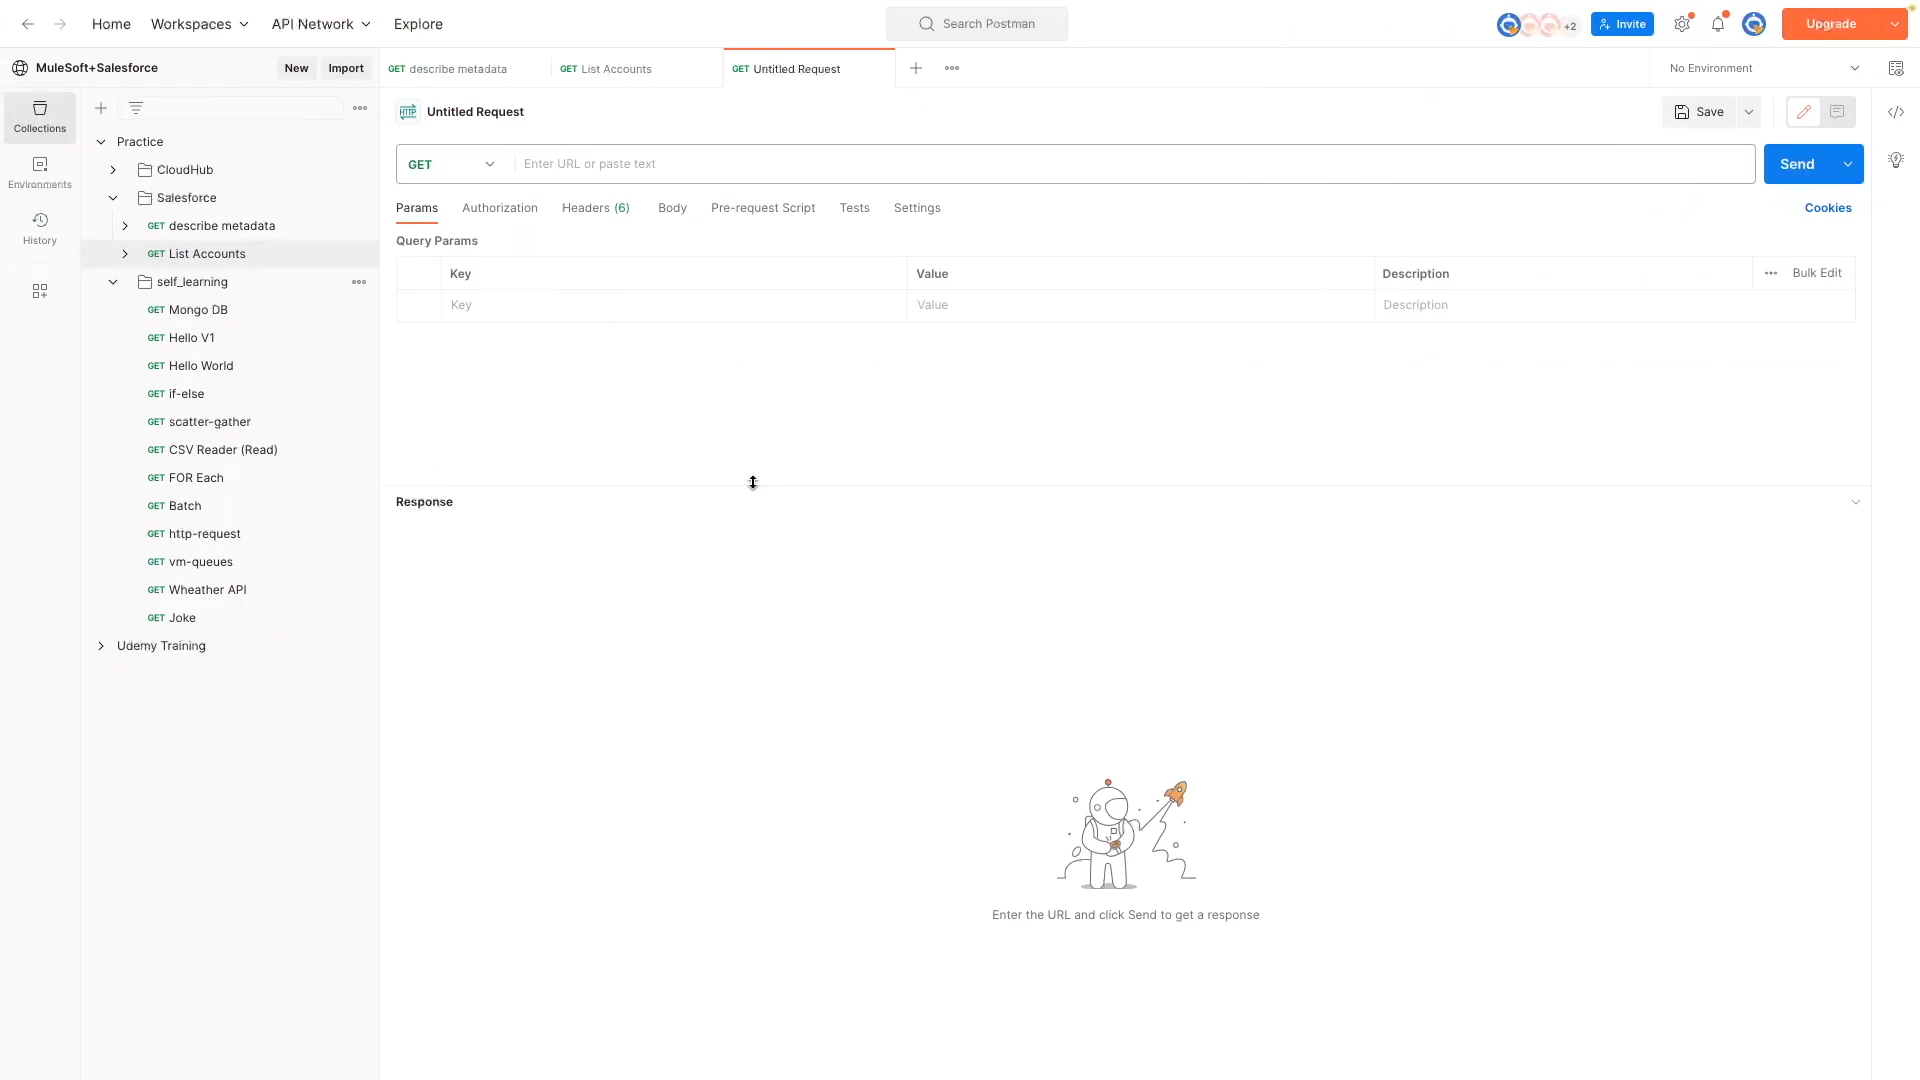 Home Workspaces API Network Explore Search Postman +2 Invite Upgrade
MuleSoft+Salesforce New Import GET describe metadata GET List Accounts GET Untitled Request No Environment
Collections
Environments
History
Practice
CloudHub
Salesforce
GET describe metadata
GET List Accounts
self_learning
GET Mongo DB
GET Hello V1
GET Hello World
GET if-else
GET scatter-gather
GET CSV Reader (Read)
GET FOR Each
GET Batch
GET http-request
GET vm-queues
GET Wheather API
GET Joke
Udemy Training
HTTP Untitled Request Save
GET Enter URL or paste text Send
Params Authorization Headers (6) Body Pre-request Script Tests Settings Cookies
Query Params
Key Value Description Bulk Edit
Key Value Description
Response
Enter the URL and click Send to get a response